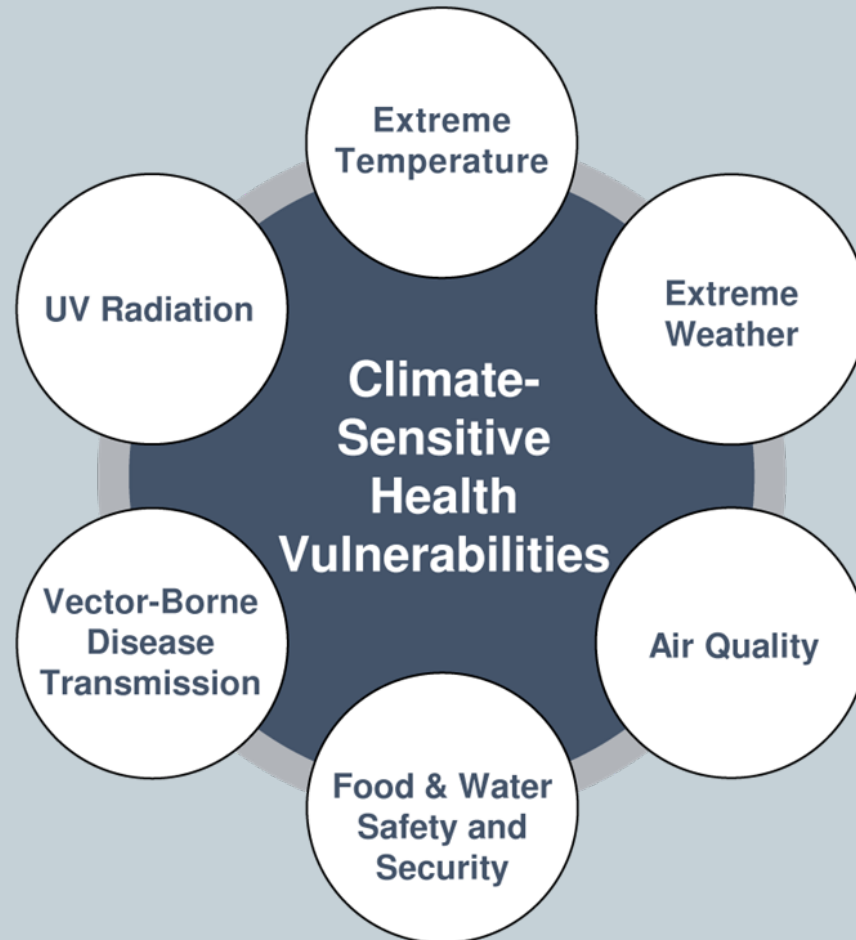 Extreme
Temperature
UV Radiation
Extreme
Weather
Climate-
Sensitive
Health
Vulnerabilities
Vector-Borne
Disease
Transmission
Air Quality
Food & Water
Safety and
Security